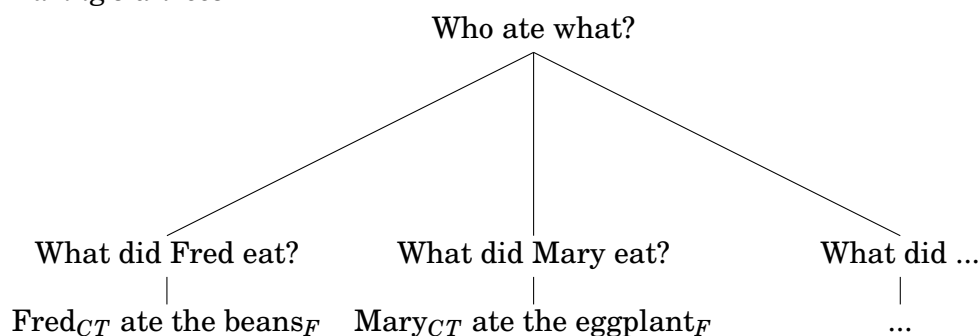 Who ate what?
What did Fred eat? What did Mary eat? What did ...
Fred_CT ate the beans_F Mary_CT ate the eggplant_F ...